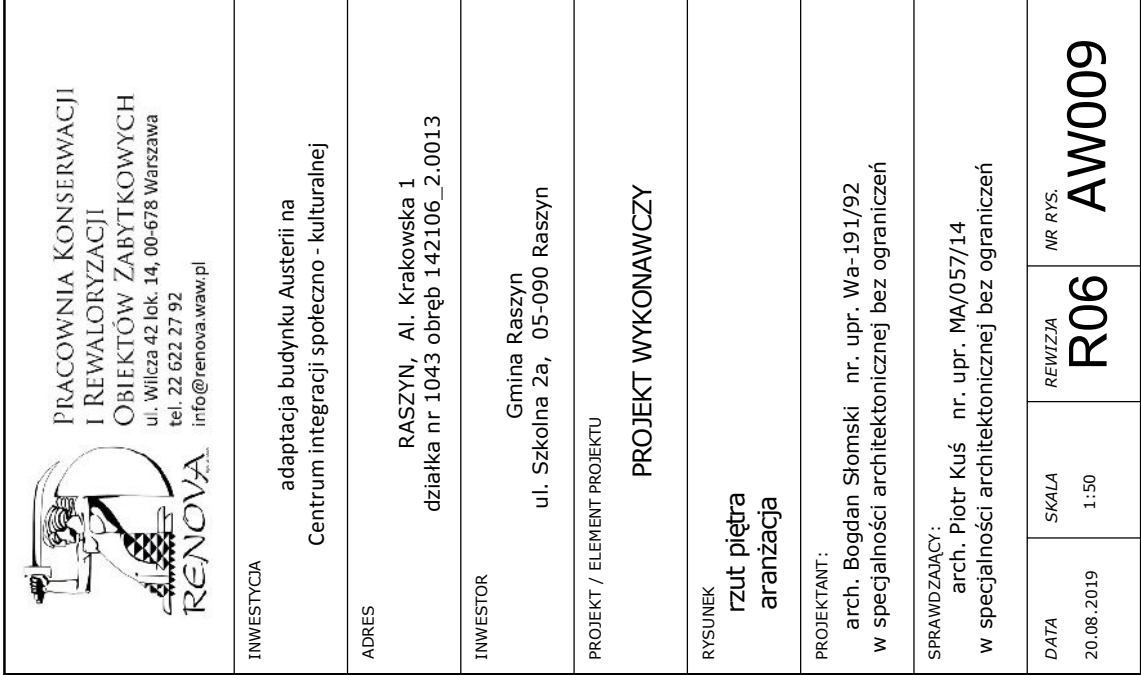 PRACOWNIA KONSERWACJI
I REWALORYZACJI
OBIEKTÓW ZABYTKOWYCH
ul. Wilcza 42 lok. 14, 00-678 Warszawa
tel. 22 622 27 92
info@renova.waw.pl
RENOVA
INWESTYCJA
adaptacja budynku Austerii na
Centrum integracji społeczno - kulturalnej
ADRES
RASZYN, Al. Krakowska 1
działka nr 1043 obręb 142106_2.0013
INWESTOR
Gmina Raszyn
ul. Szkolna 2a, 05-090 Raszyn
PROJEKT / ELEMENT PROJEKTU
PROJEKT WYKONAWCZY
RYSUNEK
rzut piętra
aranżacja
PROJEKTANT:
arch. Bogdan Słomski nr. upr. Wa-191/92
w specjalności architektonicznej bez ograniczeń
SPRAWDZAJĄCY:
arch. Piotr Kuś nr. upr. MA/057/14
w specjalności architektonicznej bez ograniczeń
DATA
20.08.2019
SKALA
1:50
REWIZJA
R06
NR RYS.
AW009